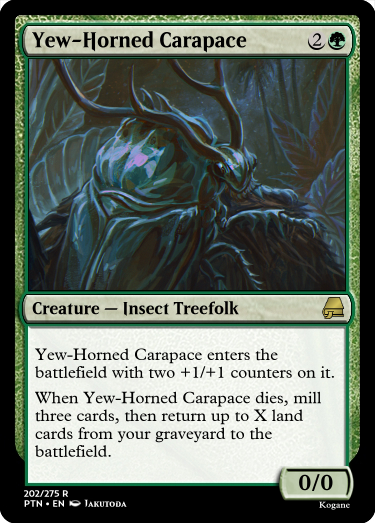 Yew-Horned Carapace 2
Creature — Insect Treefolk
Yew-Horned Carapace enters the
battlefield with two +1/+1 counters on it.
When Yew-Horned Carapace dies, mill
three cards, then return up to X land
cards from your graveyard to the
battlefield.
0/0
202/275 R
PTN • EN Jakutoda
Kogane